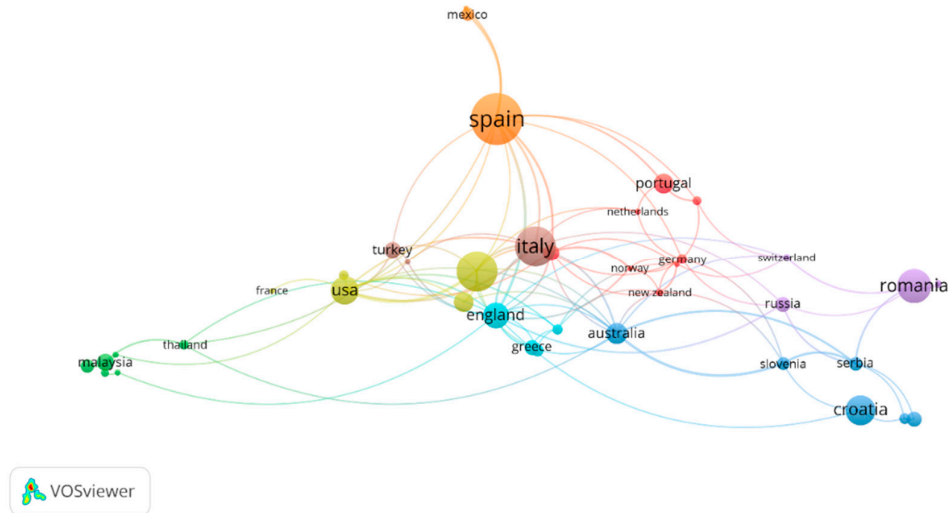 mexico
spain
portugal
netherlands
italy
turkey
switzerland
germany
norway
romania
france
usa
new zealand
russia
england
australia
greece
thailand
malaysia
slovenia
serbia
croatia
VOSviewer